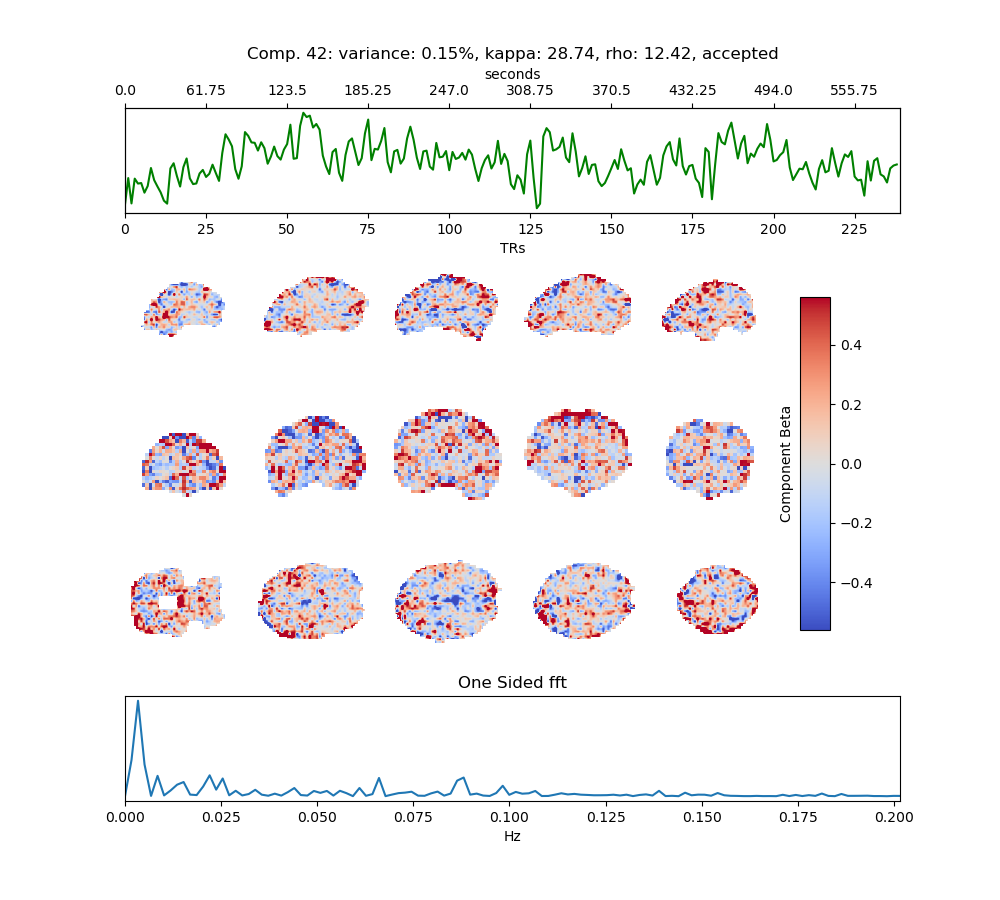 Comp. 42: variance: 0.15%, kappa: 28.74, rho: 12.42, accepted
seconds
0.0 61.75 123.5 185.25 247.0 308.75 370.5 432.25 494.0 555.75
0 25 50 75 100 125 150 175 200 225
TRs
0.4
0.2
0.0
−0.2
−0.4
Component Beta
One Sided fft
0.000 0.025 0.050 0.075 0.100 0.125 0.150 0.175 0.200
Hz